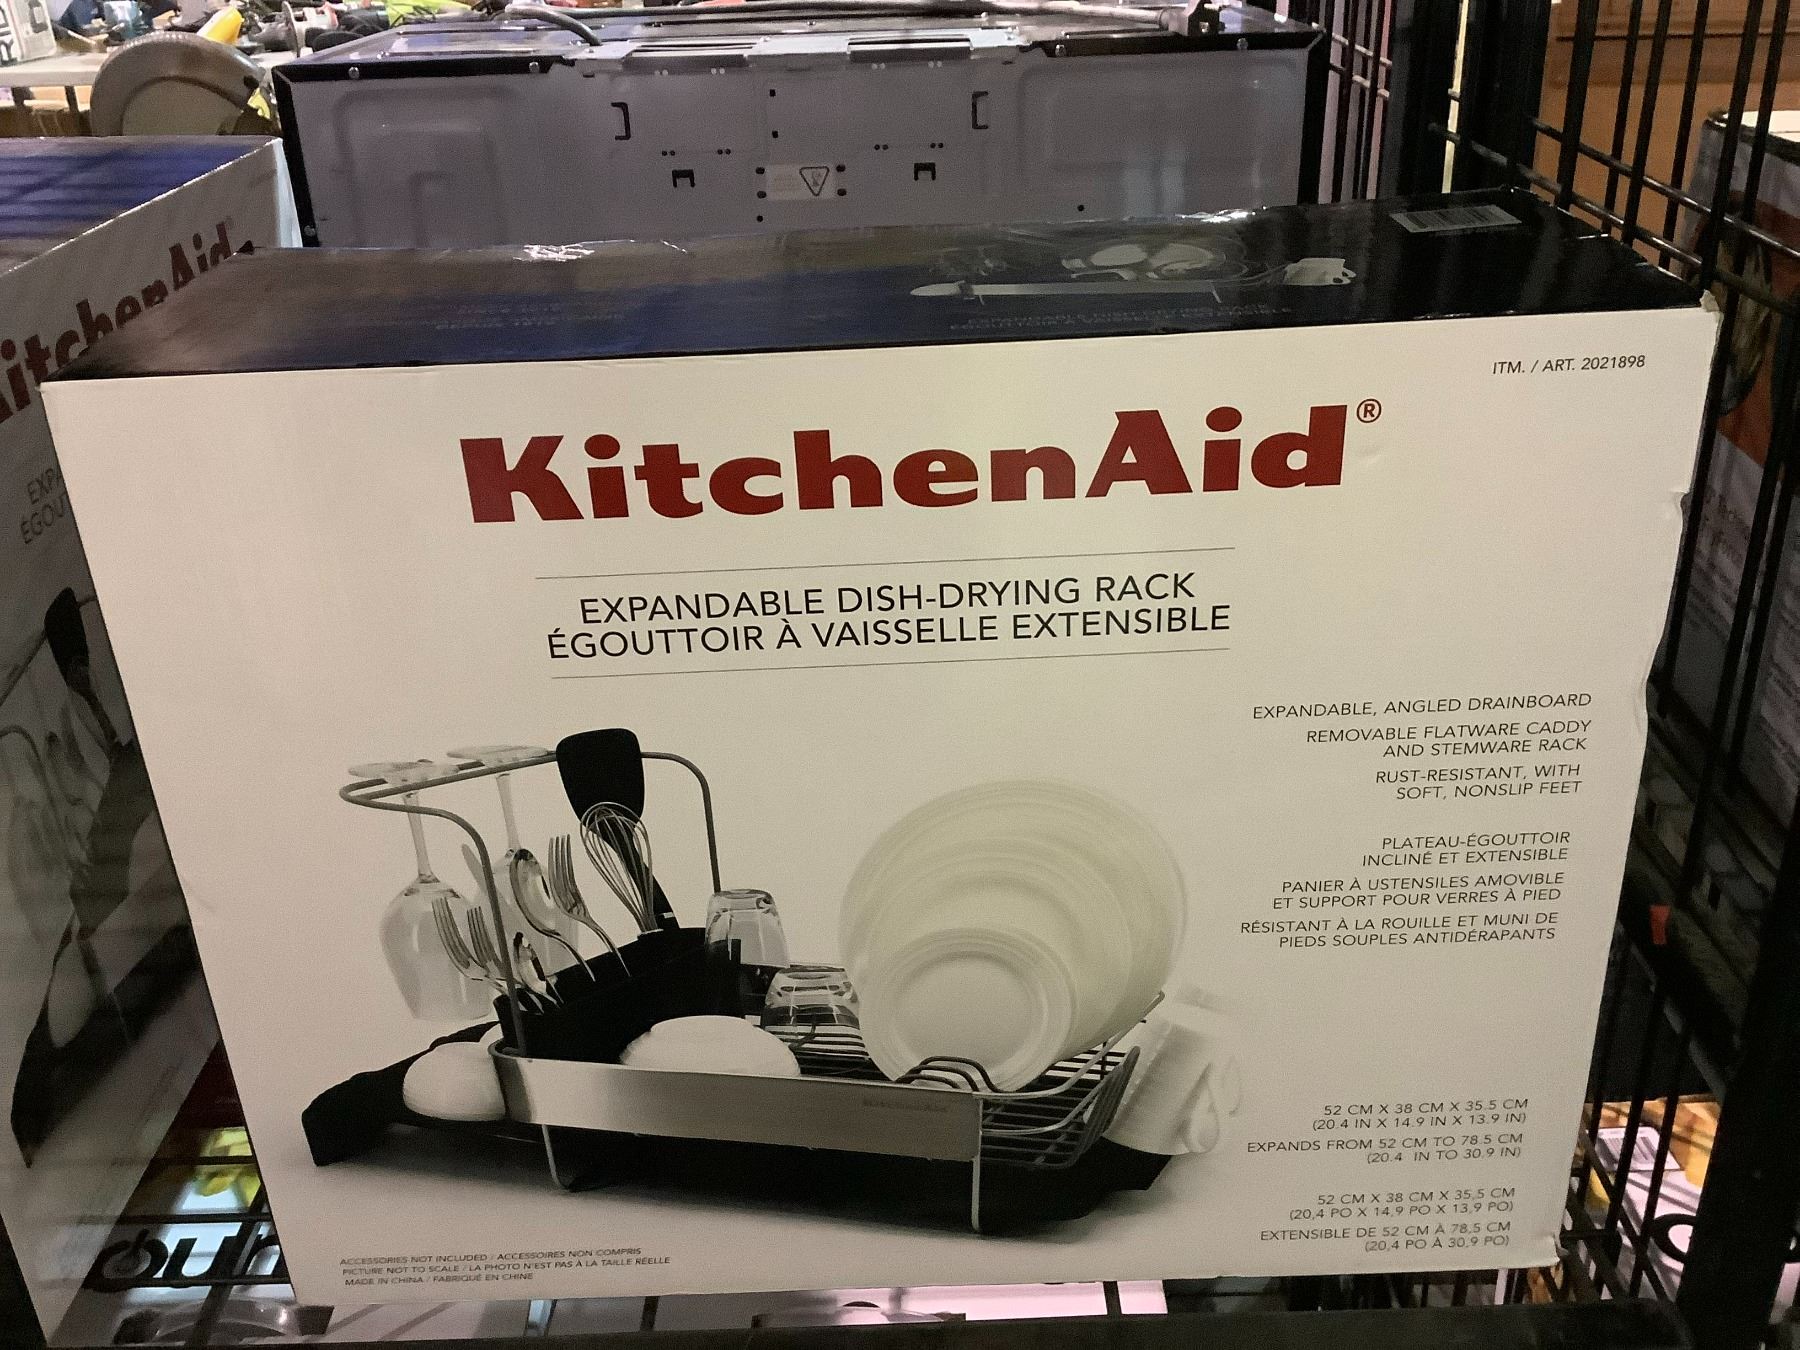 ITM. / ART. 2021898
KitchenAid®
EXPANDABLE DISH-DRYING RACK
ÉGOUTTOIR À VAISSELLE EXTENSIBLE
EXPANDABLE, ANGLED DRAINBOARD
REMOVABLE FLATWARE CADDY
AND STEMWARE RACK
RUST-RESISTANT, WITH
SOFT, NONSLIP FEET
PLATEAU-ÉGOUTTOIR
INCLINÉ ET EXTENSIBLE
PANIER À USTENSILES AMOVIBLE
ET SUPPORT POUR VERRES À PIED
RÉSISTANT À LA ROUILLE ET MUNI DE
PIEDS SOUPLES ANTIDÉRAPANTS
52 CM X 38 CM X 35.5 CM
(20.4 IN X 14.9 IN X 13.9 IN)
EXPANDS FROM 52 CM TO 78.5 CM
(20.4 IN TO 30.9 IN)
52 CM X 38 CM X 35,5 CM
(20,4 PO X 14,9 PO X 13,9 PO)
EXTENSIBLE DE 52 CM À 78,5 CM
(20,4 PO À 30,9 PO)
ACCESSORIES NOT INCLUDED / ACCESSOIRES NON COMPRIS
PICTURE NOT TO SCALE / LA PHOTO N'EST PAS À LA TAILLE RÉELLE
MADE IN CHINA / FABRIQUÉ EN CHINE
KitchenAid